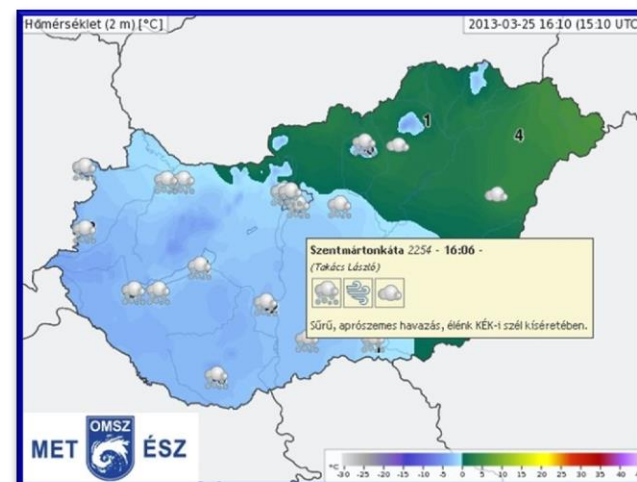 Hőmérséklet (2 m) [°C]
2013-03-25 16:10 (15:10 UTC
1
4
Szentmártonkáta 2254 - 16:06 -
(Takács László)
Sűrű, aprószemes havazás, élénk KÉK-i szél kíséretében.
OMSZ
MET ÉSZ
°C
-30 -25 -20 -15 -10 -5 0 5 10 15 20 25 30 35 40